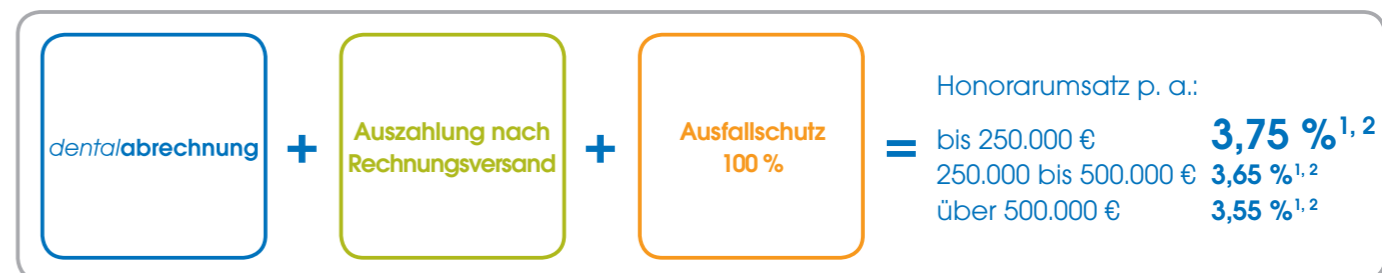 dentalabrechnung
+
Auszahlung nach
Rechnungsversand
+
Ausfallschutz
100 %
=
Honorarumsatz p. a.:
bis 250.000 € 3,75 %1, 2
250.000 bis 500.000 € 3,65 %1, 2
über 500.000 € 3,55 %1, 2